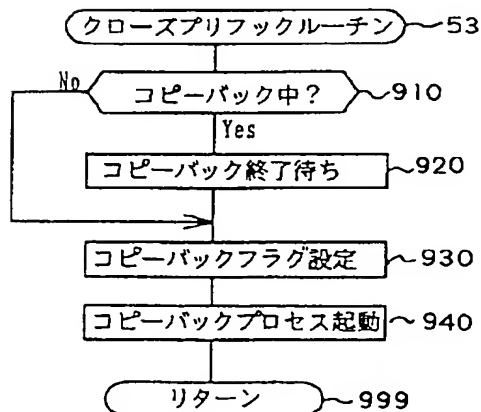 クローズプリフックルーチン 53
No コピーバック中? 910
Yes
コピーバック終了待ち 920
コピーバックフラグ設定 930
コピーバックプロセス起動 940
リターン 999